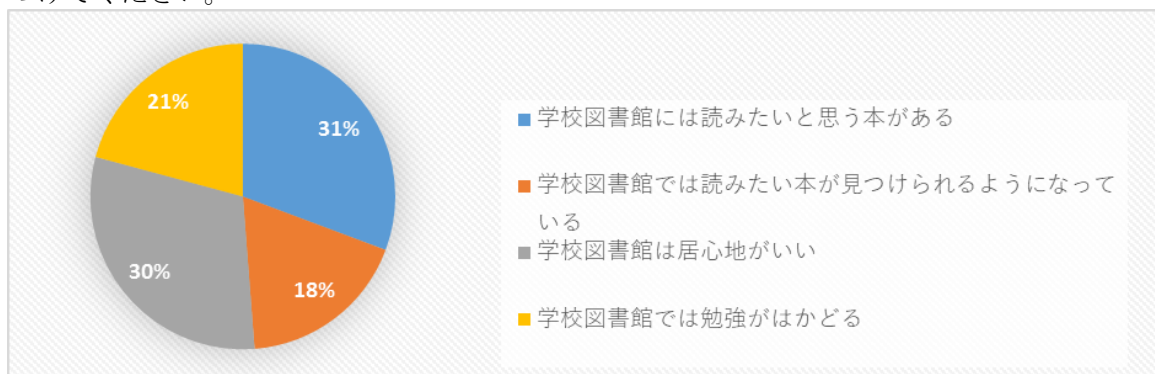 21%
31%
30%
18%
学校図書館には読みたいと思う本がある
学校図書館では読みたい本が見つけられるようになって
いる
学校図書館は居心地がいい
学校図書館では勉強がはかどる